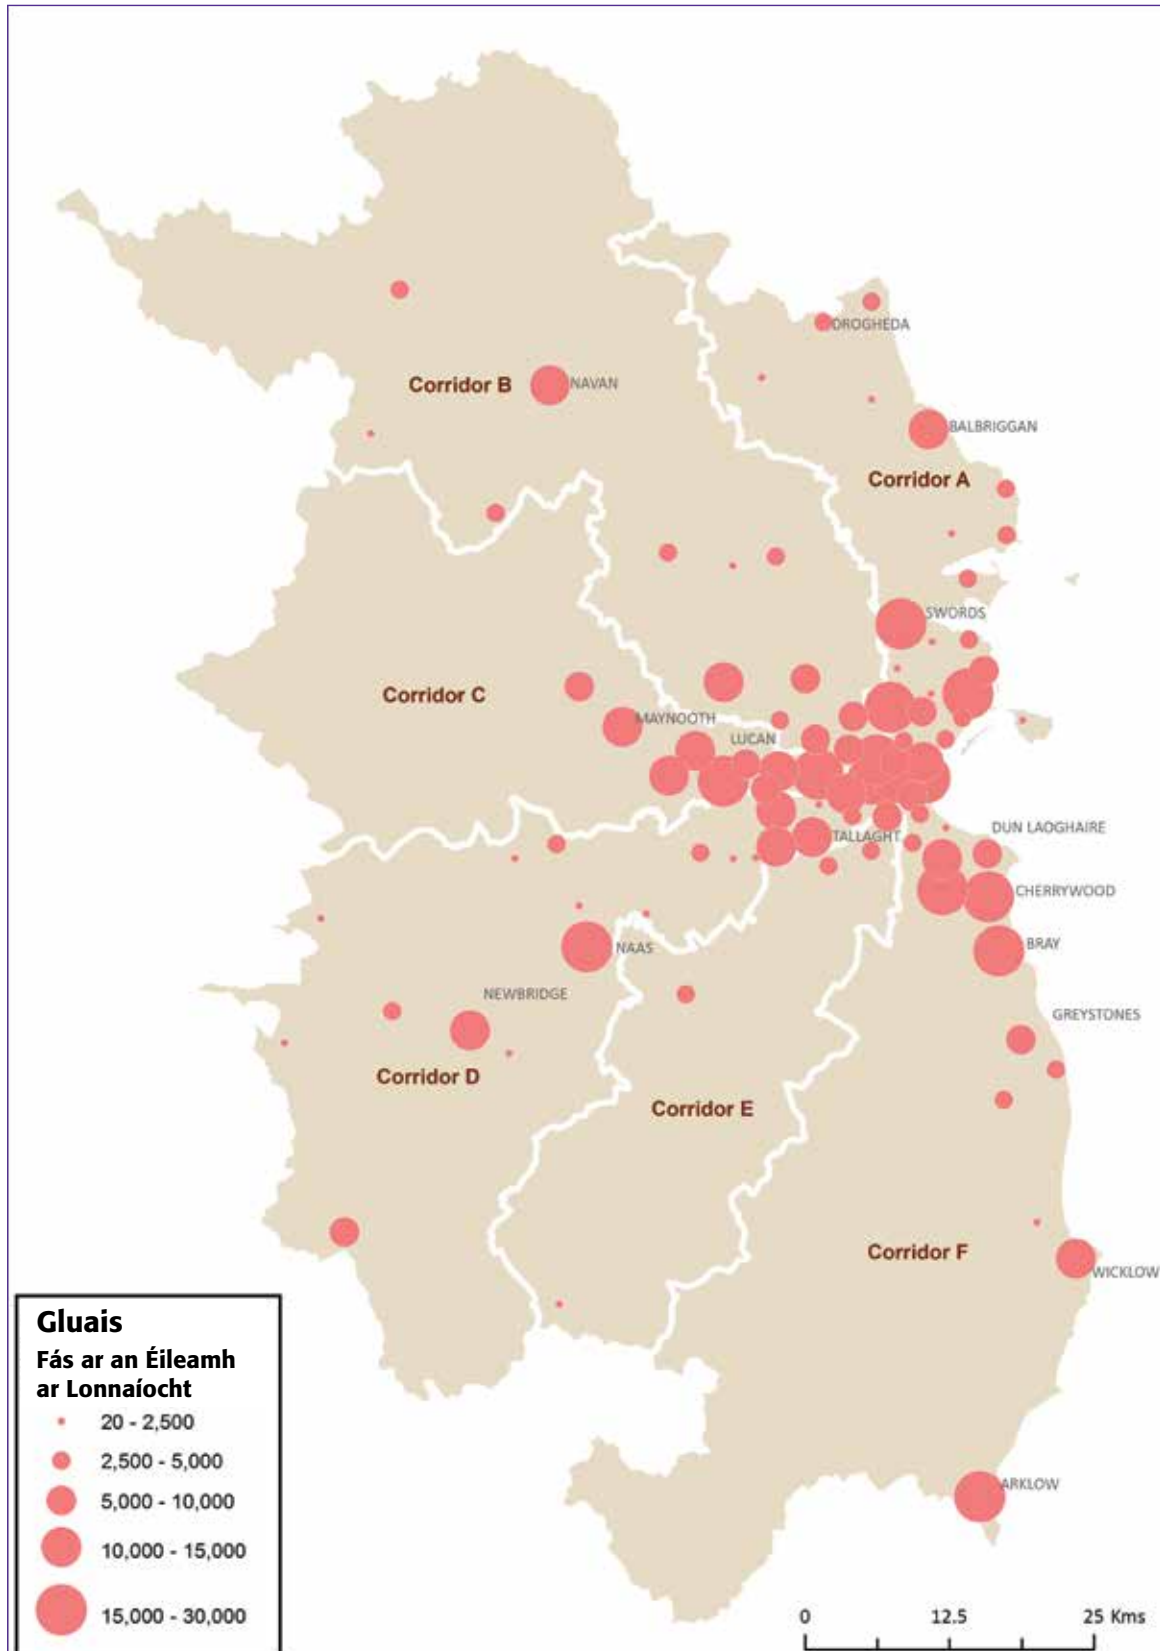 DROGHEDA
Corridor B
NAVAN
BALBRIGGAN
Corridor A
SWORDS
Corridor C
MAYNOOTH
LUCAN
DUN LAOGHAIRE
TALLAGHT
CHERRYWOOD
NAAS
BRAY
NEWBRIDGE
GREYSTONES
Corridor D
Corridor E
Corridor F
WICKLOW
ARKLOW
Gluais
Fás ar an Éileamh
ar Lonnaíocht
20 - 2,500
2,500 - 5,000
5,000 - 10,000
10,000 - 15,000
15,000 - 30,000
0 12.5 25 Kms